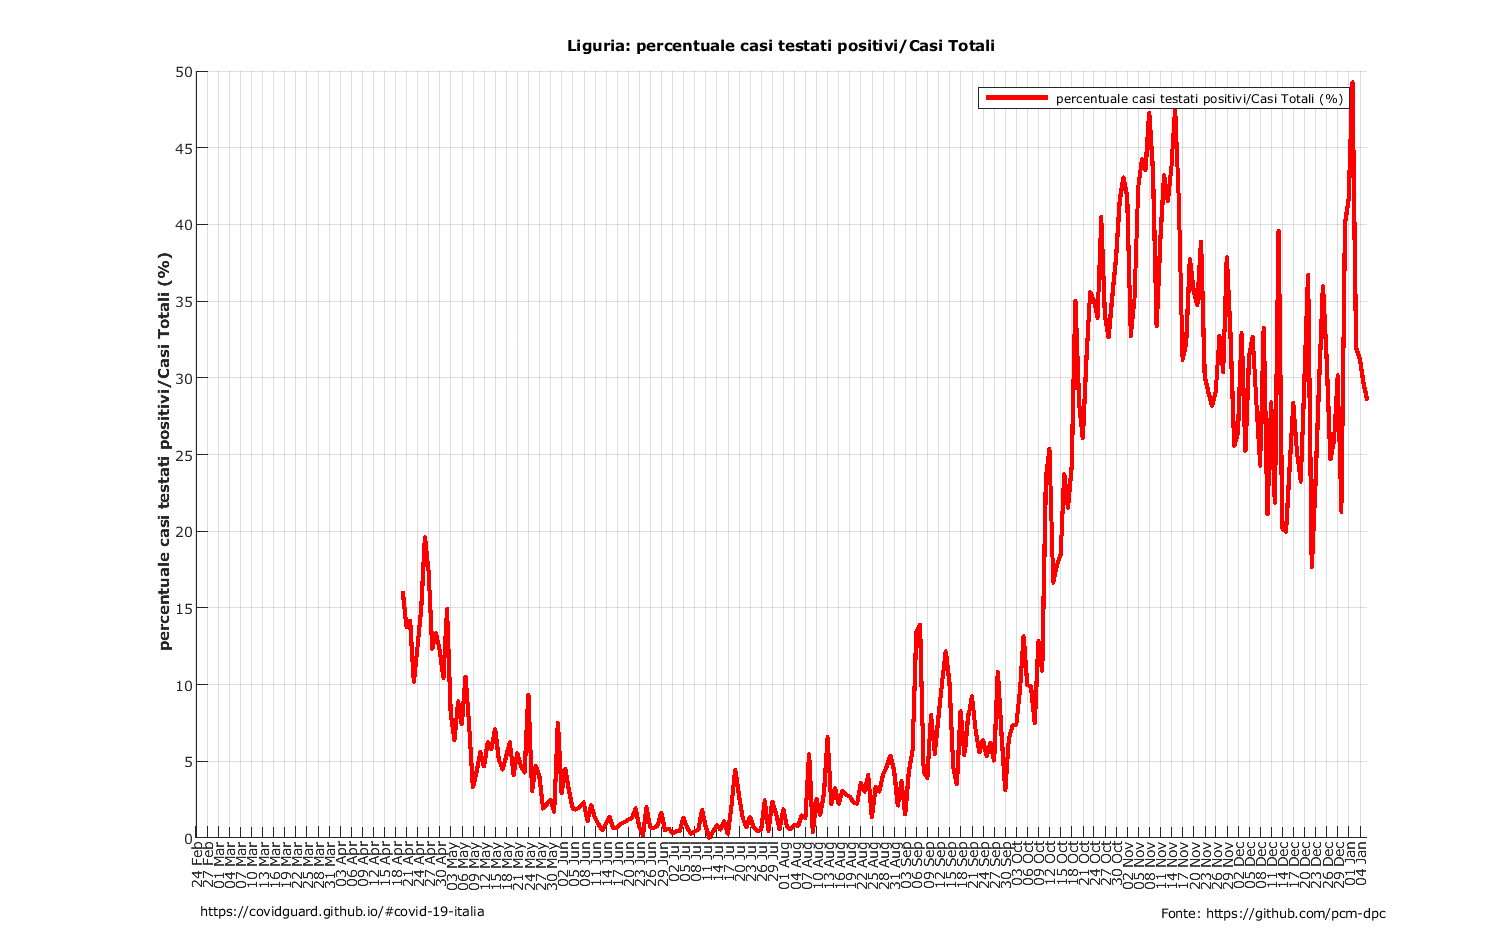 Liguria: percentuale casi testati positivi/Casi Totali
percentuale casi testati positivi/Casi Totali (%)
percentuale casi testati positivi/Casi Totali (%)
50
45
40
35
30
25
20
15
10
5
0
24 Feb
27 Feb
01 Mar
04 Mar
07 Mar
10 Mar
13 Mar
16 Mar
19 Mar
22 Mar
25 Mar
28 Mar
31 Mar
03 Apr
06 Apr
09 Apr
12 Apr
15 Apr
18 Apr
21 Apr
24 Apr
27 Apr
30 Apr
03 May
06 May
09 May
12 May
15 May
18 May
21 May
24 May
27 May
30 May
02 Jun
05 Jun
08 Jun
11 Jun
14 Jun
17 Jun
20 Jun
23 Jun
26 Jun
29 Jun
02 Jul
05 Jul
08 Jul
11 Jul
14 Jul
17 Jul
20 Jul
23 Jul
26 Jul
29 Jul
01 Aug
04 Aug
07 Aug
10 Aug
13 Aug
16 Aug
19 Aug
22 Aug
25 Aug
28 Aug
31 Aug
03 Sep
06 Sep
09 Sep
12 Sep
15 Sep
18 Sep
21 Sep
24 Sep
27 Sep
30 Sep
03 Oct
06 Oct
09 Oct
12 Oct
15 Oct
18 Oct
21 Oct
24 Oct
27 Oct
30 Oct
02 Nov
05 Nov
08 Nov
11 Nov
14 Nov
17 Nov
20 Nov
23 Nov
26 Nov
29 Nov
02 Dec
05 Dec
08 Dec
11 Dec
14 Dec
17 Dec
20 Dec
23 Dec
26 Dec
29 Dec
01 Jan
04 Jan
https://covidguard.github.io/#covid-19-italia
Fonte: https://github.com/pcm-dpc